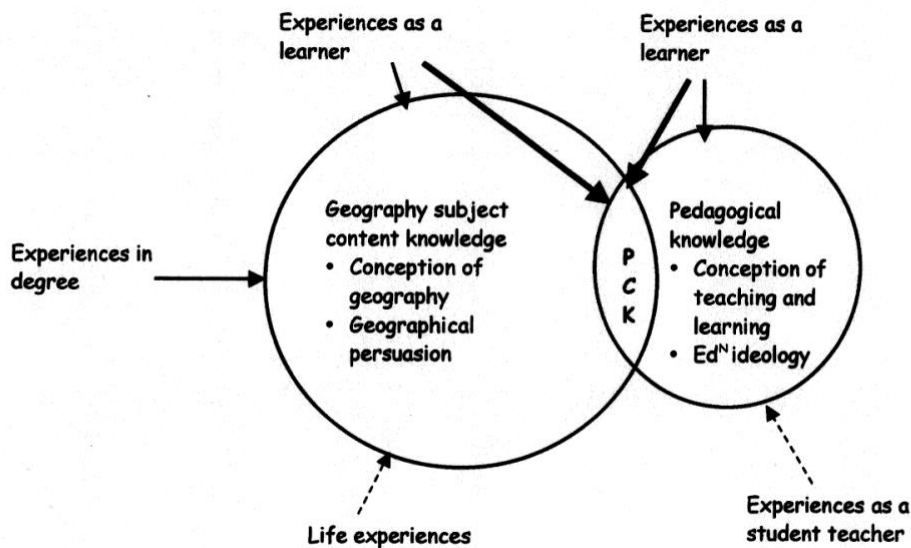 Experiences as a
learner
Experiences as a
learner
Geography subject
content knowledge
• Conception of
geography
• Geographical
persuasion
P
C
K
Pedagogical
knowledge
• Conception of
teaching and
learning
• Edᴺ ideology
Experiences in
degree
Life experiences
Experiences as a
student teacher